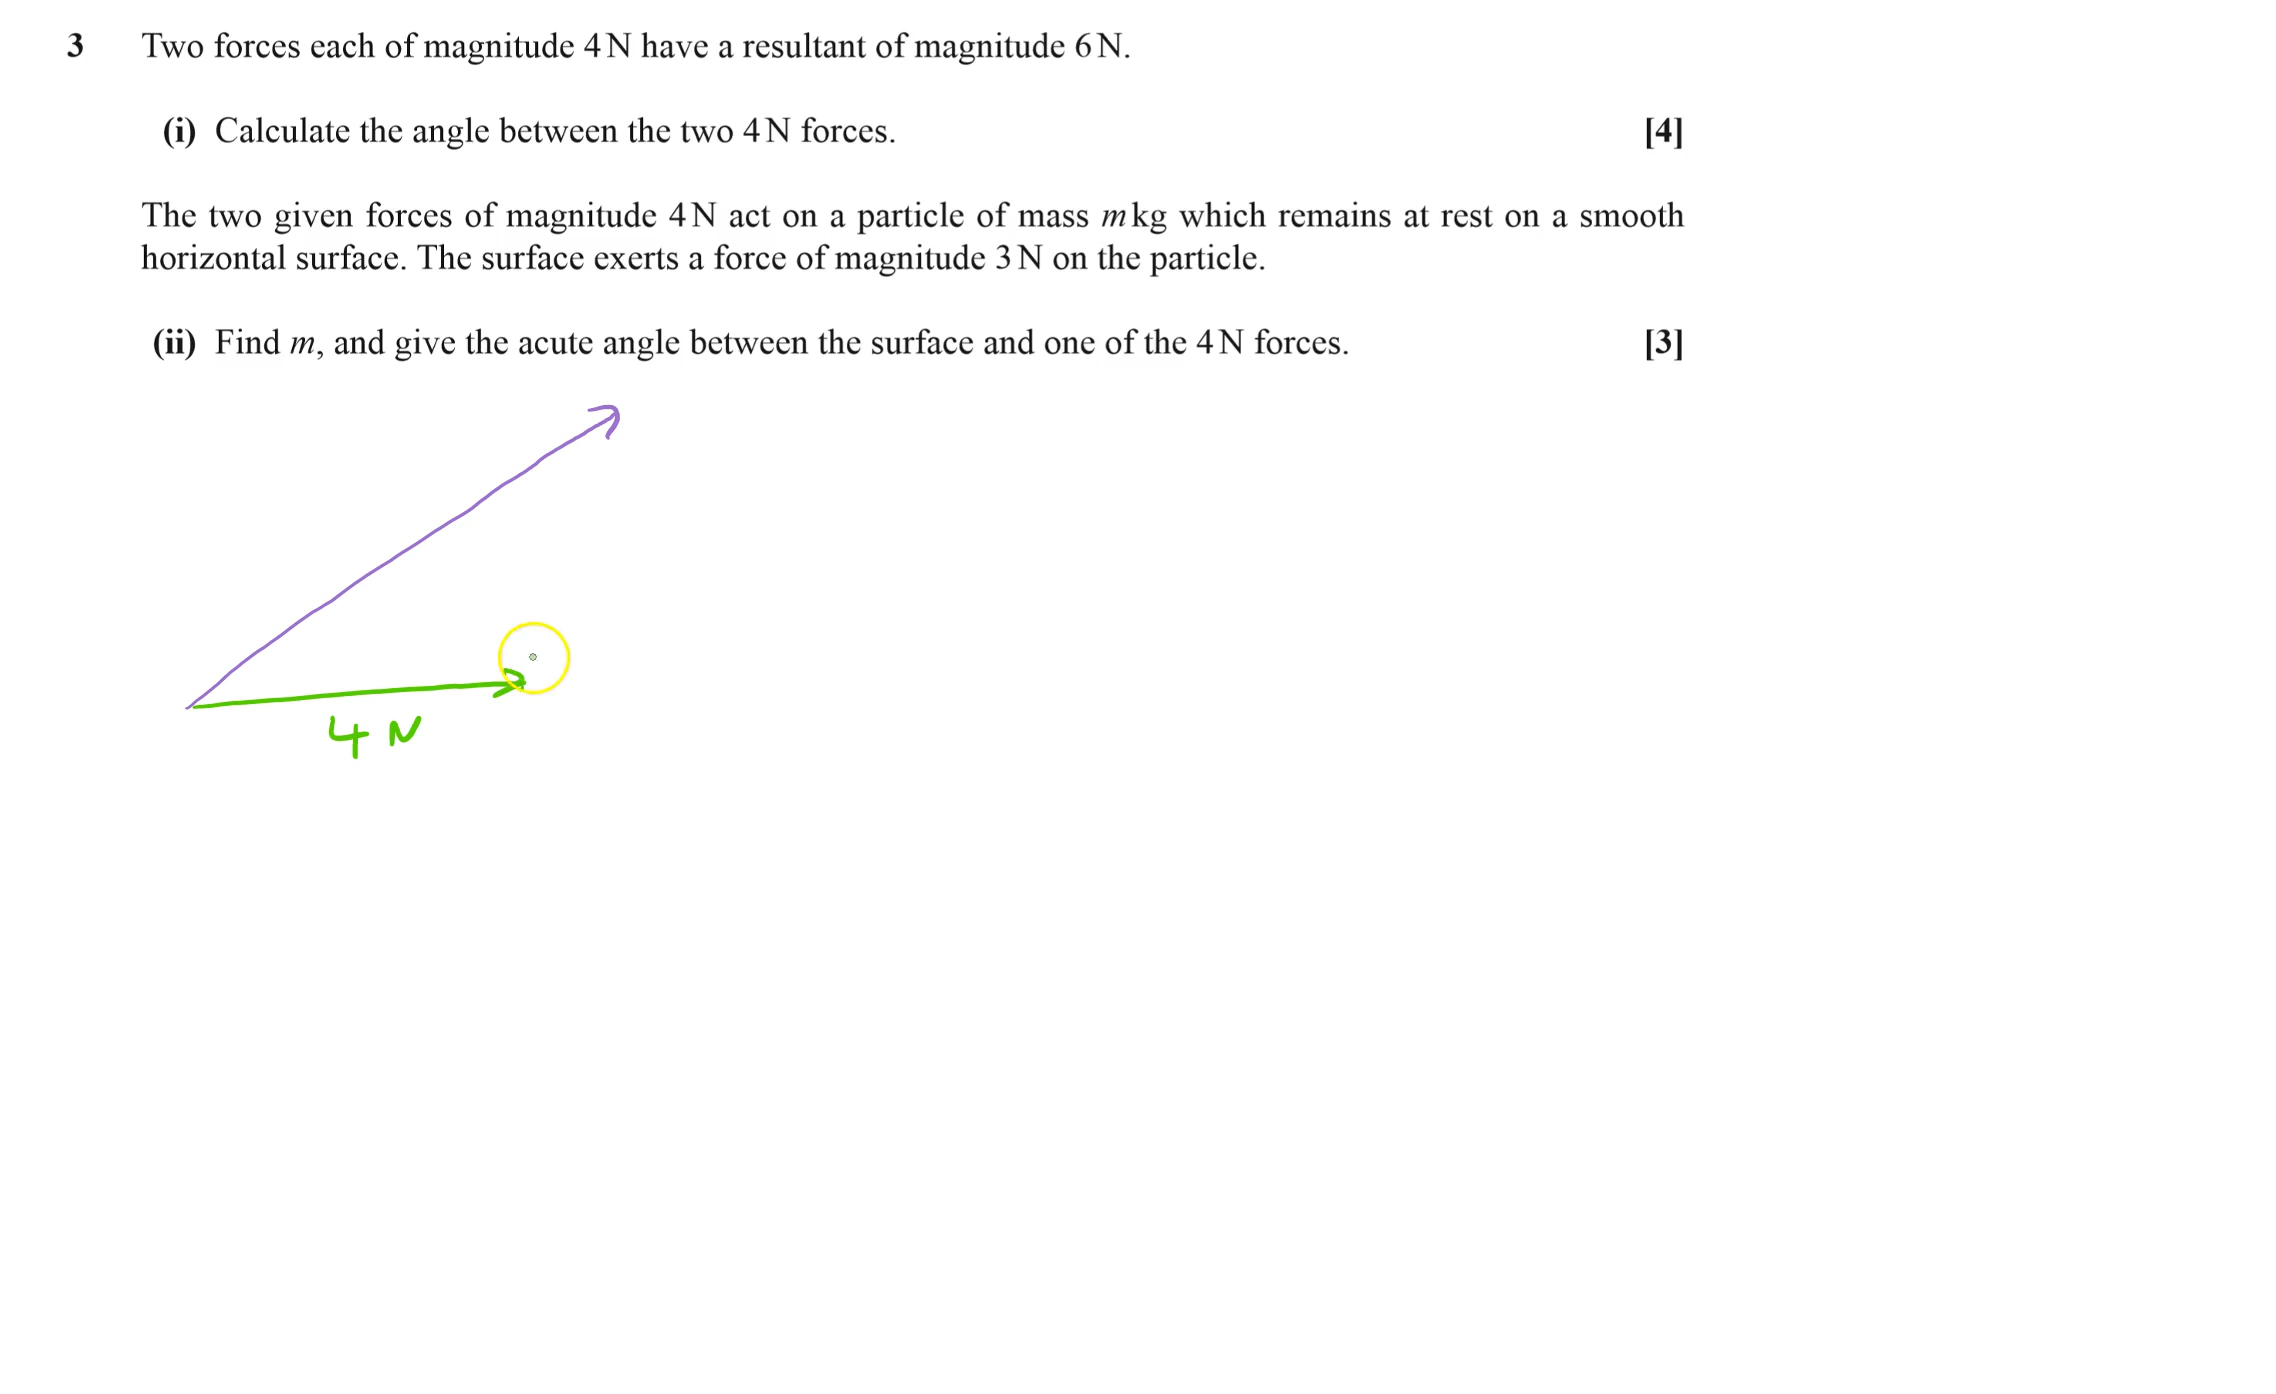 3 Two forces each of magnitude 4 N have a resultant of magnitude 6 N.
(i) Calculate the angle between the two 4 N forces. [4]
The two given forces of magnitude 4 N act on a particle of mass m kg which remains at rest on a smooth
horizontal surface. The surface exerts a force of magnitude 3 N on the particle.
(ii) Find m, and give the acute angle between the surface and one of the 4 N forces. [3]
4 N